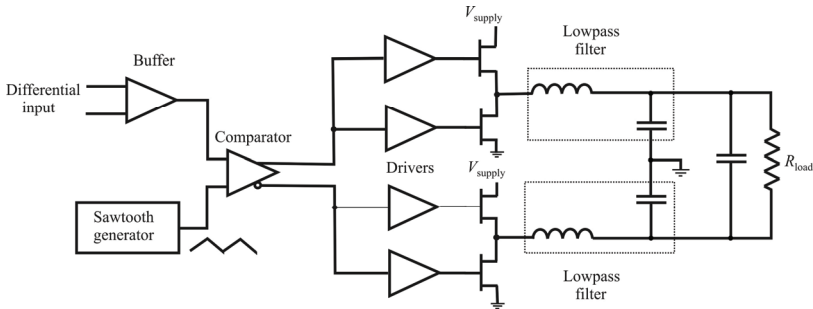 V_supply
Lowpass
filter
Buffer
Differential
input
Comparator
Drivers
V_supply
R_load
Sawtooth
generator
Lowpass
filter